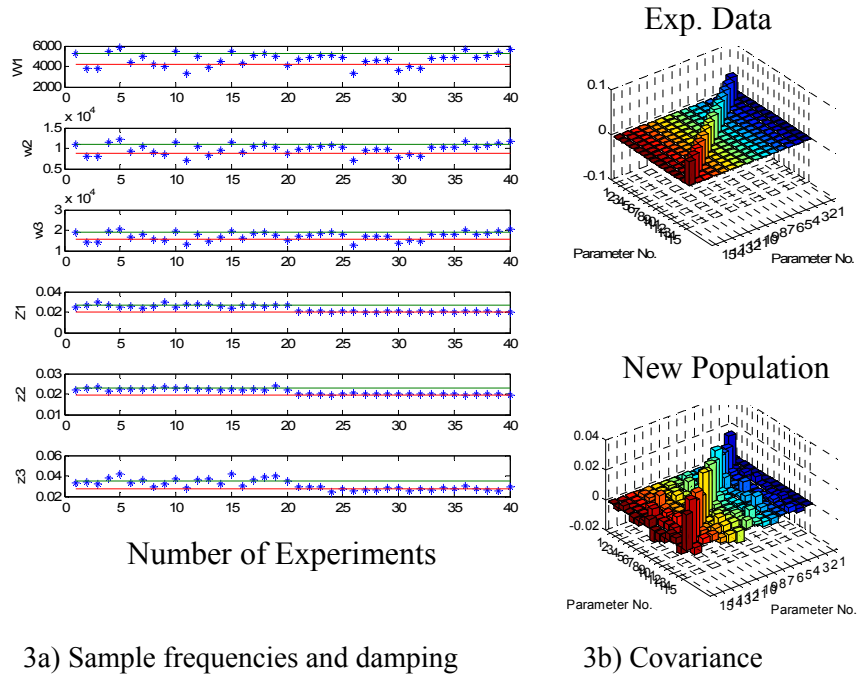 Exp. Data
W1
6000
4000
2000
0 5 10 15 20 25 30 35 40
x 10^4
w2
1.5
1
0.5
0 5 10 15 20 25 30 35 40
x 10^4
w3
3
2
1
0 5 10 15 20 25 30 35 40
Z1
0.04
0.02
0
0 5 10 15 20 25 30 35 40
z2
0.03
0.02
0.01
0 5 10 15 20 25 30 35 40
z3
0.06
0.04
0.02
0 5 10 15 20 25 30 35 40
Number of Experiments
0.1
0
-0.1
Parameter No.
Parameter No.
New Population
0.04
0.02
0
-0.02
Parameter No.
Parameter No.
3a) Sample frequencies and damping
3b) Covariance